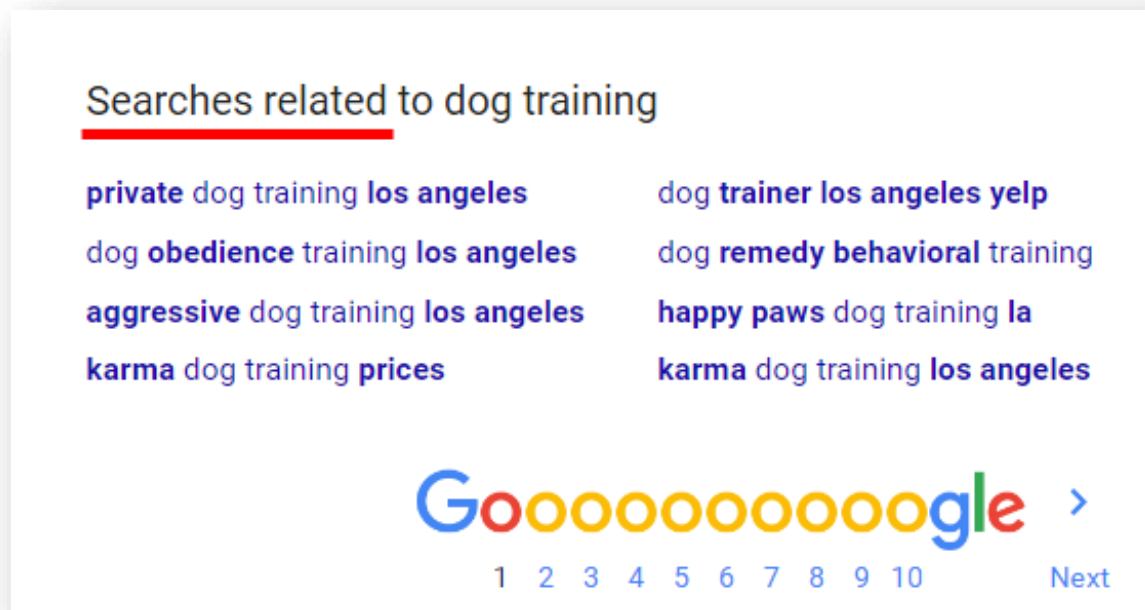 Searches related to dog training
private dog training los angeles
dog trainer los angeles yelp
dog obedience training los angeles
dog remedy behavioral training
aggressive dog training los angeles
happy paws dog training la
karma dog training prices
karma dog training los angeles
Goooooooooogle >
1 2 3 4 5 6 7 8 9 10 Next